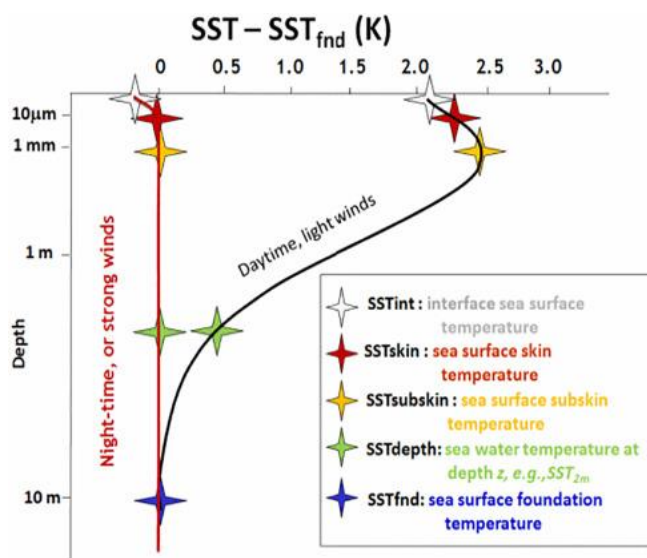 SST – SSTfnd (K)
0 0.5 1.0 1.5 2.0 2.5 3.0
10μm
1 mm
1 m
10 m
Depth
Night-time, or strong winds
Daytime, light winds
SSTint : interface sea surface
temperature
SSTskin : sea surface skin
temperature
SSTsubskin : sea surface subskin
temperature
SSTdepth: sea water temperature at
depth z, e.g.,SST2m
SSTfnd: sea surface foundation
temperature